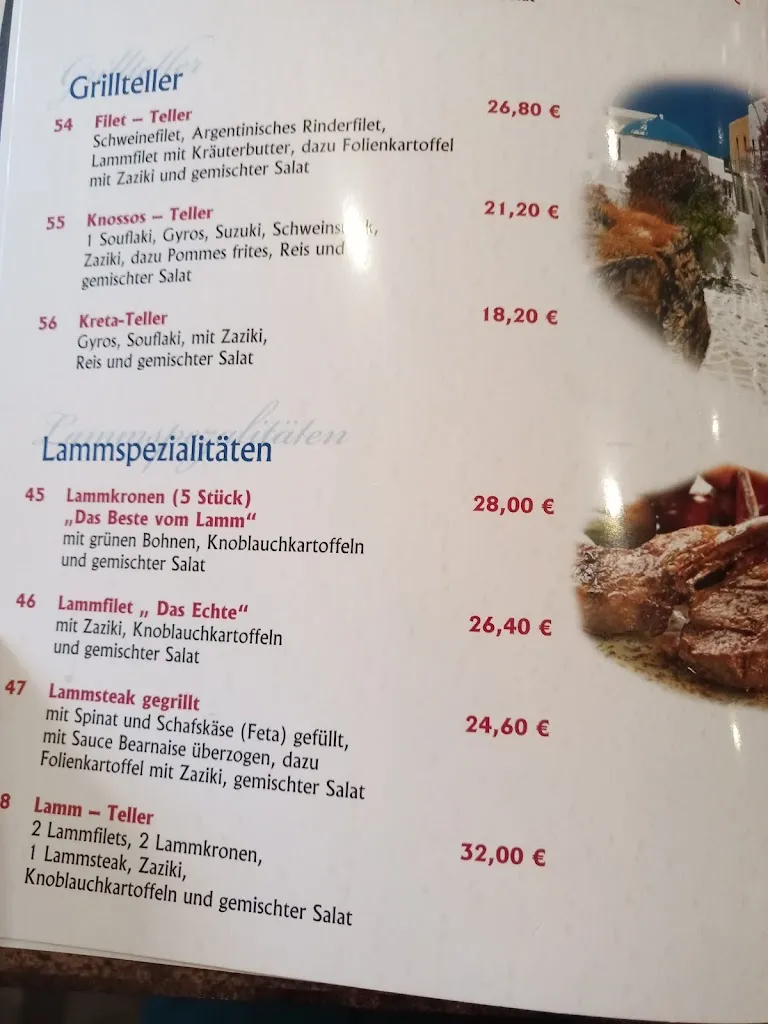 Grillteller
Grillteller
54 Filet – Teller 26,80 €
Schweinefilet, Argentinisches Rinderfilet,
Lammfilet mit Kräuterbutter, dazu Folienkartoffel
mit Zaziki und gemischter Salat
55 Knossos – Teller 21,20 €
1 Souflaki, Gyros, Suzuki,
Zaziki, dazu Pommes frites, Reis und
gemischter Salat
56 Kreta-Teller 18,20 €
Gyros, Souflaki, mit Zaziki,
Reis und gemischter Salat
Lammspezialitäten
Lammspezialitäten
45 Lammkronen (5 Stück) 28,00 €
„Das Beste vom Lamm“
mit grünen Bohnen, Knoblauchkartoffeln
und gemischter Salat
46 Lammfilet „ Das Echte“ 26,40 €
mit Zaziki, Knoblauchkartoffeln
und gemischter Salat
47 Lammsteak gegrillt 24,60 €
mit Spinat und Schafskäse (Feta) gefüllt,
mit Sauce Bearnaise überzogen, dazu
Folienkartoffel mit Zaziki, gemischter Salat
8 Lamm – Teller 32,00 €
2 Lammfilets, 2 Lammkronen,
1 Lammsteak, Zaziki,
Knoblauchkartoffeln und gemischter Salat